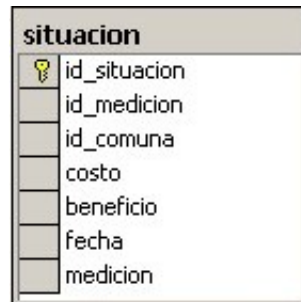 situacion
id_situacion
id_medicion
id_comuna
costo
beneficio
fecha
medicion